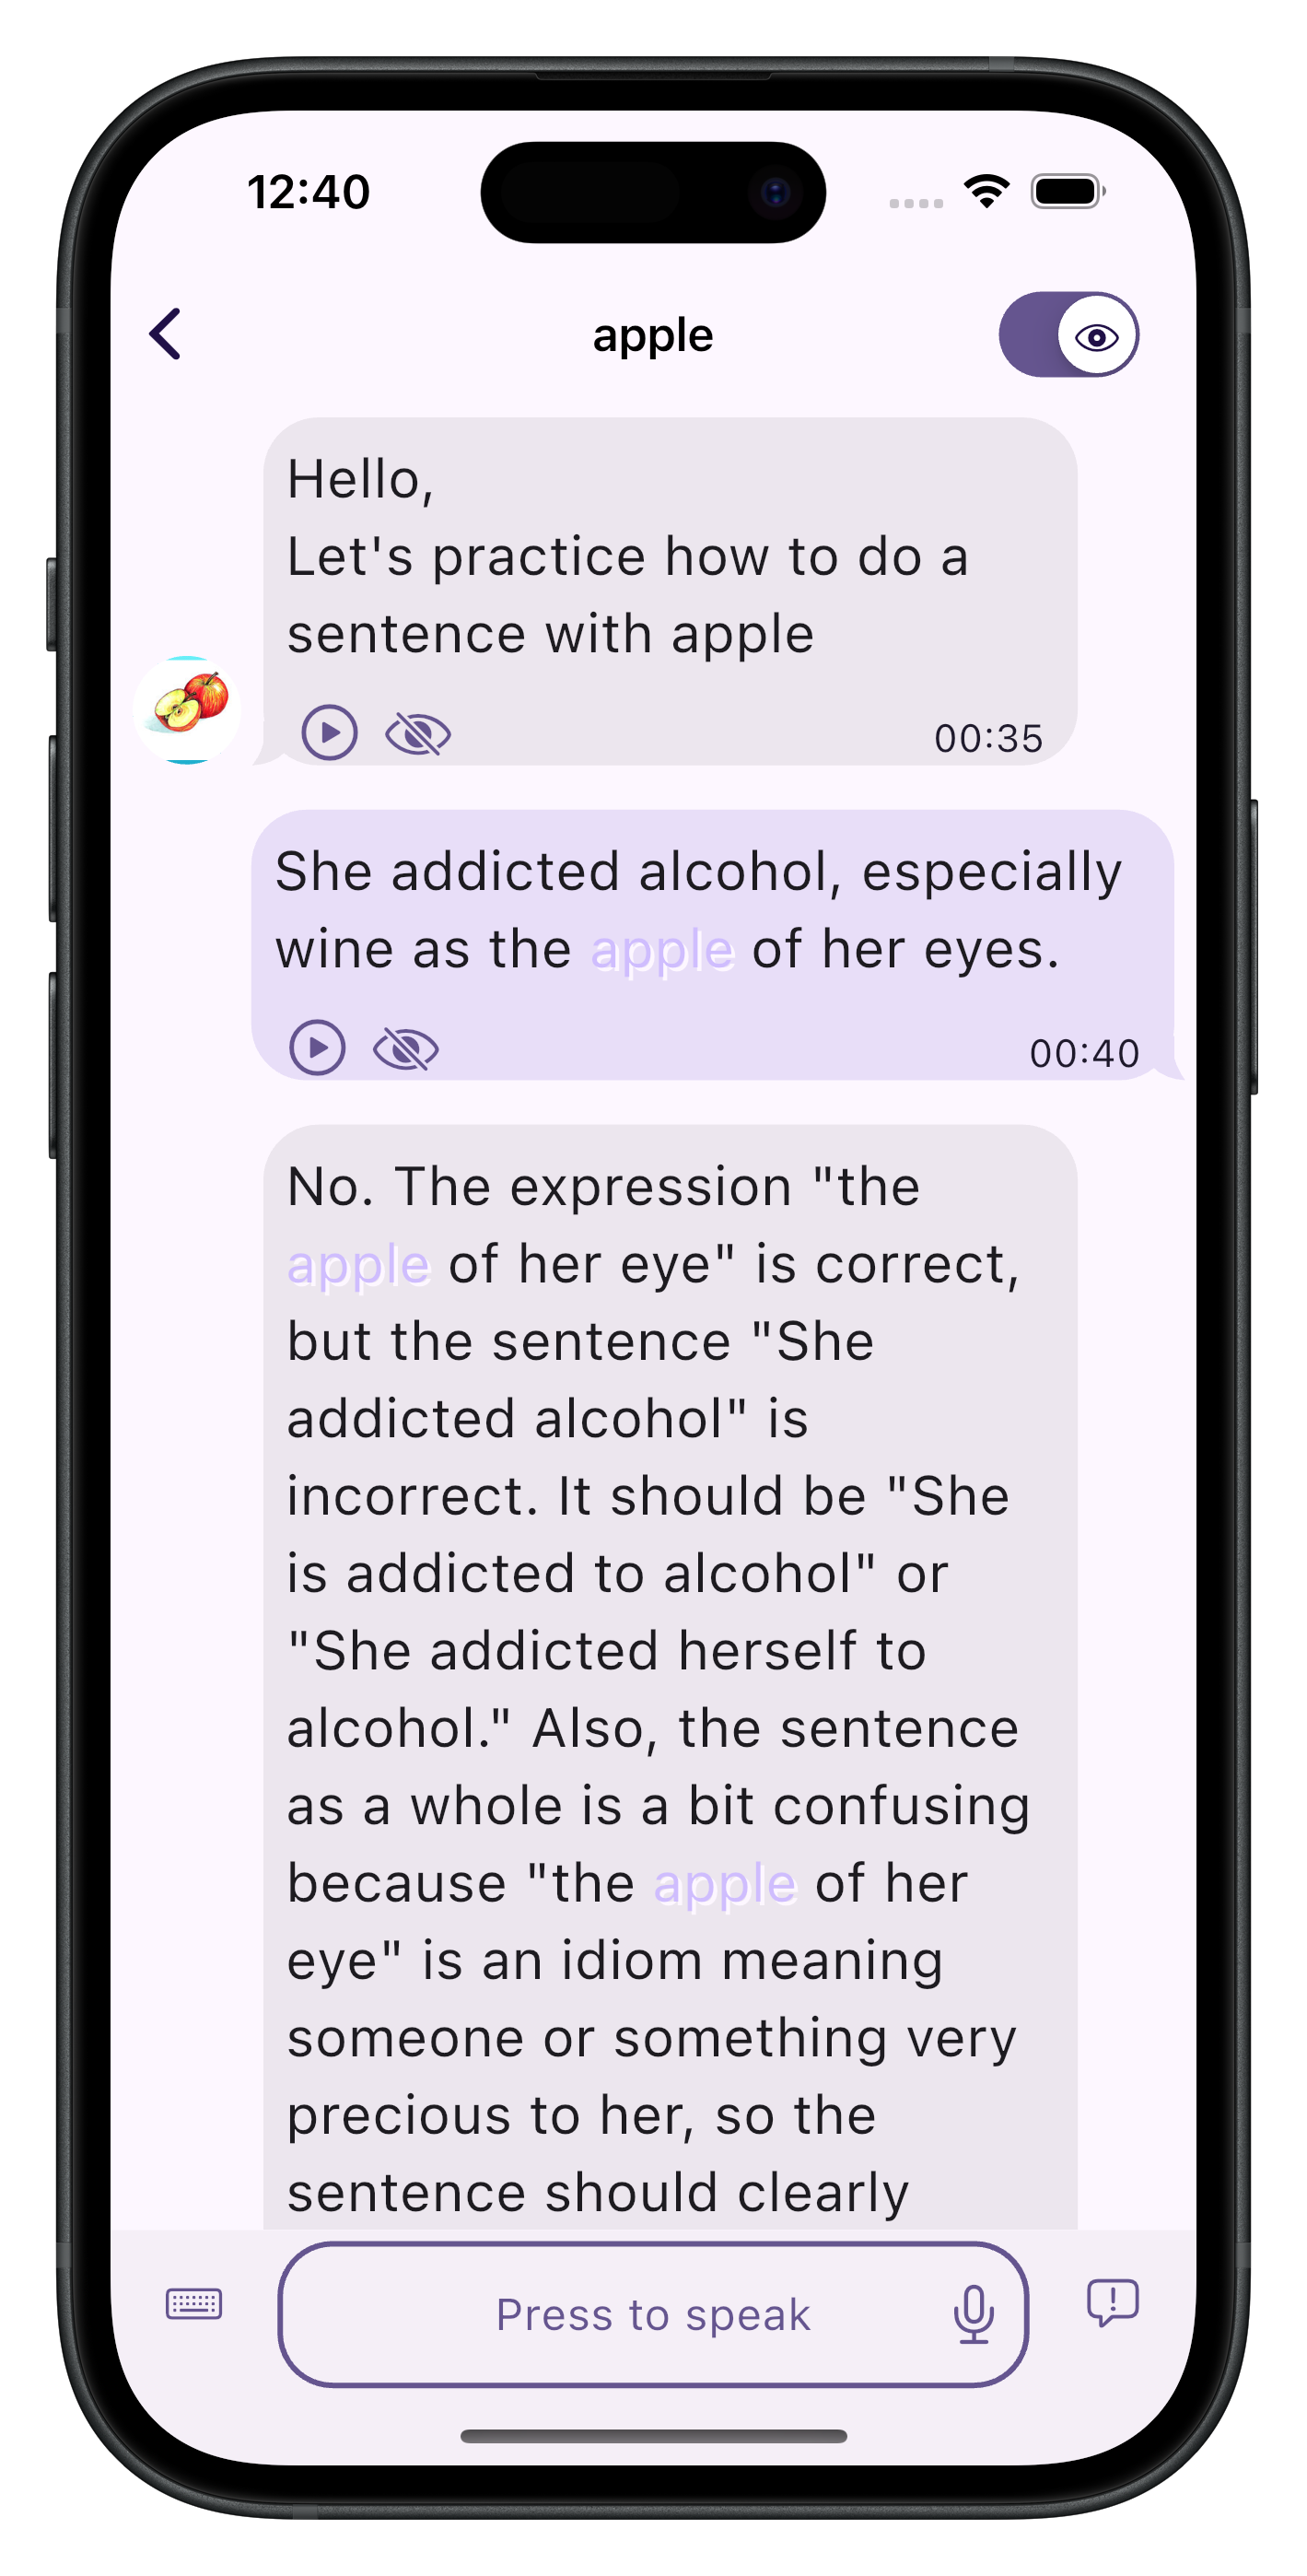 12:40
apple
Hello,
Let's practice how to do a
sentence with apple
00:35
She addicted alcohol, especially
wine as the apple of her eyes.
00:40
No. The expression "the
apple of her eye" is correct,
but the sentence "She
addicted alcohol" is
incorrect. It should be "She
is addicted to alcohol" or
"She addicted herself to
alcohol." Also, the sentence
as a whole is a bit confusing
because "the apple of her
eye" is an idiom meaning
someone or something very
precious to her, so the
sentence should clearly
Press to speak